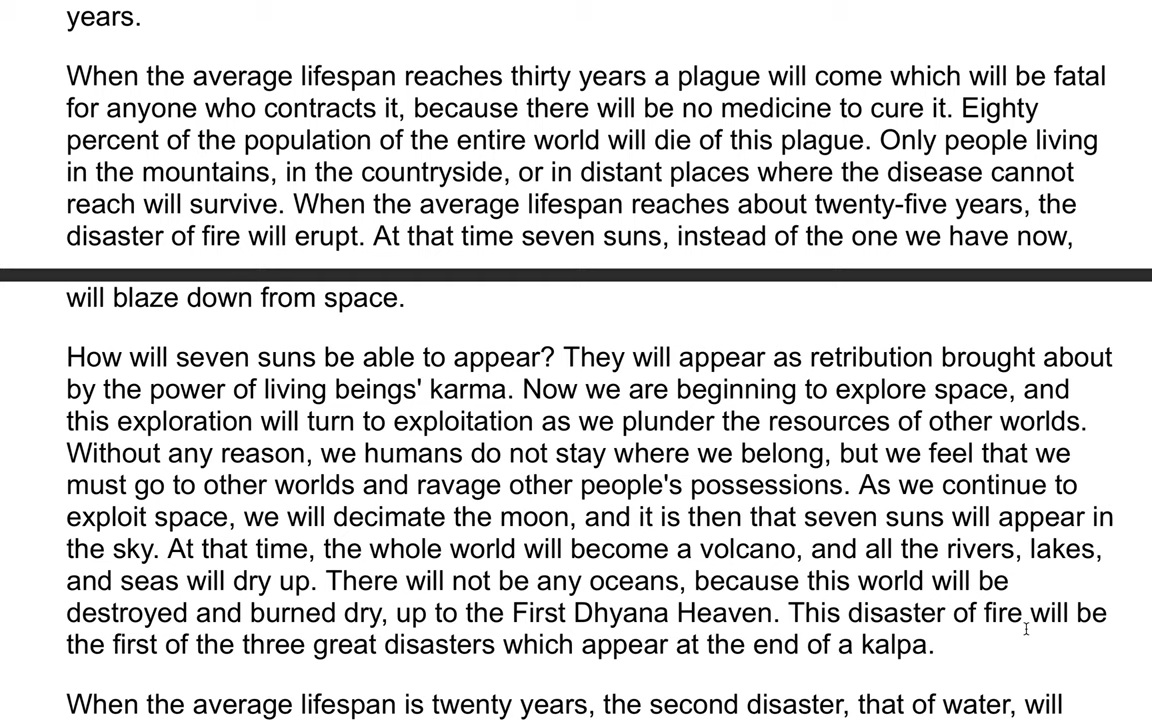 years.
When the average lifespan reaches thirty years a plague will come which will be fatal
for anyone who contracts it, because there will be no medicine to cure it. Eighty
percent of the population of the entire world will die of this plague. Only people living
in the mountains, in the countryside, or in distant places where the disease cannot
reach will survive. When the average lifespan reaches about twenty-five years, the
disaster of fire will erupt. At that time seven suns, instead of the one we have now,
will blaze down from space.
How will seven suns be able to appear? They will appear as retribution brought about
by the power of living beings' karma. Now we are beginning to explore space, and
this exploration will turn to exploitation as we plunder the resources of other worlds.
Without any reason, we humans do not stay where we belong, but we feel that we
must go to other worlds and ravage other people's possessions. As we continue to
exploit space, we will decimate the moon, and it is then that seven suns will appear in
the sky. At that time, the whole world will become a volcano, and all the rivers, lakes,
and seas will dry up. There will not be any oceans, because this world will be
destroyed and burned dry, up to the First Dhyana Heaven. This disaster of fire will be
the first of the three great disasters which appear at the end of a kalpa.
When the average lifespan is twenty years, the second disaster, that of water, will